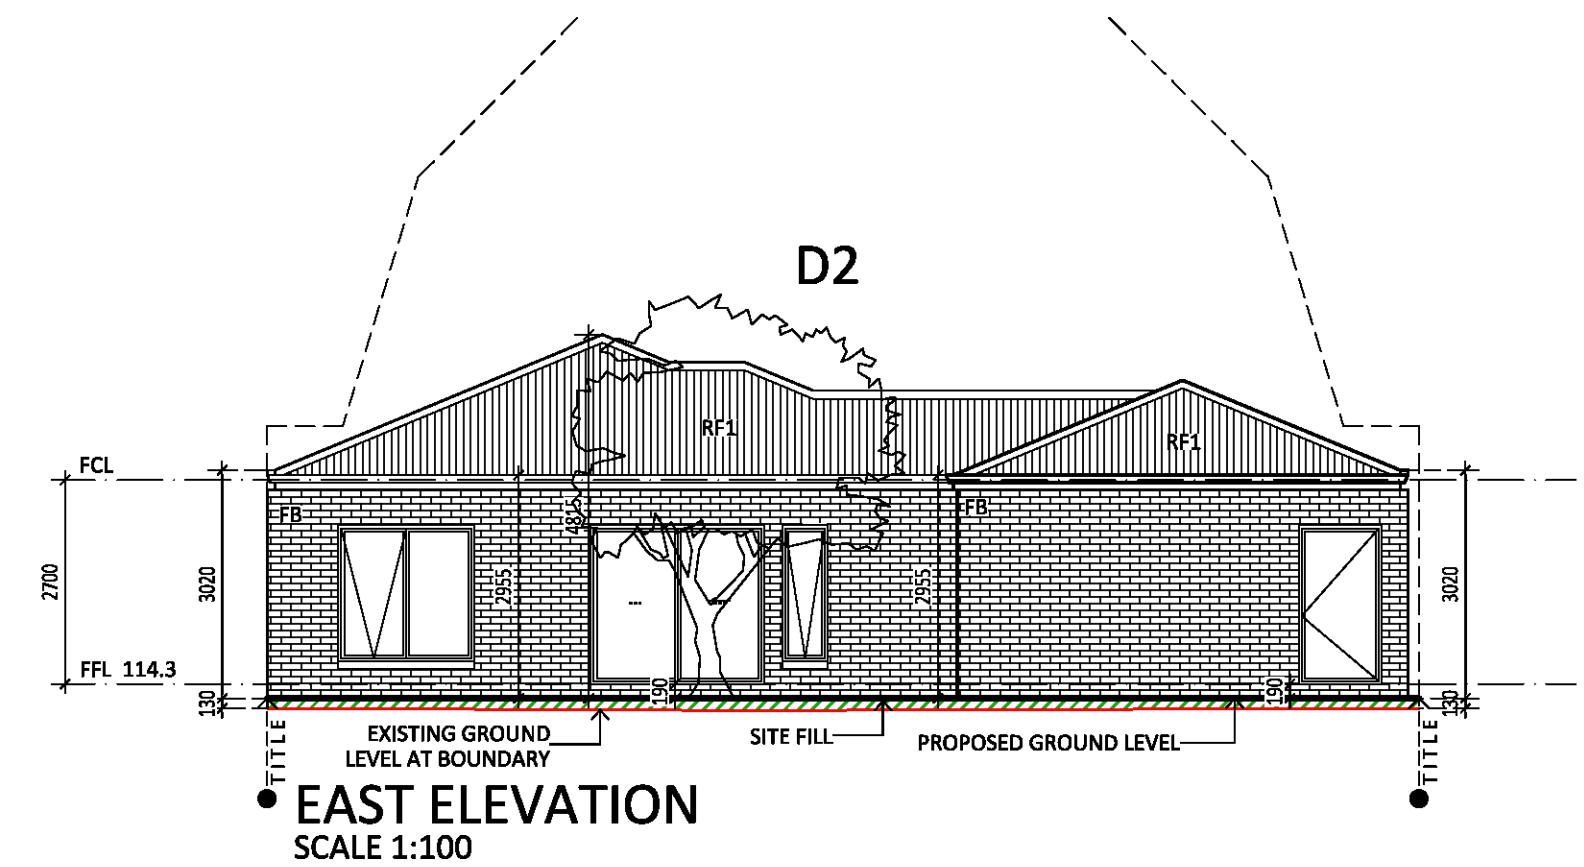 D2
RF1
RF1
FCL
FB
FB
4815
2700
3020
2955
2955
3020
FFL 114.3
130
190
190
130
TITLE
TITLE
EXISTING GROUND
LEVEL AT BOUNDARY
SITE FILL
PROPOSED GROUND LEVEL
EAST ELEVATION
SCALE 1:100